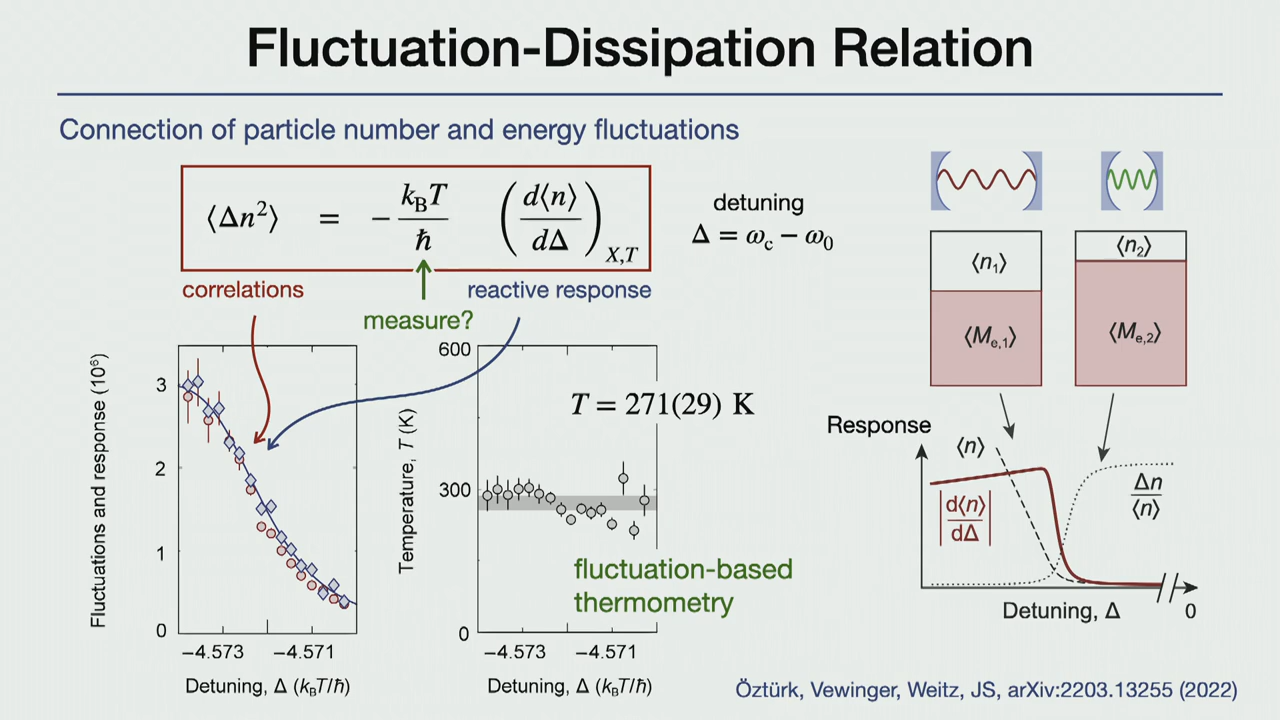 Fluctuation-Dissipation Relation
Connection of particle number and energy fluctuations
⟨Δn²⟩ = − k_BT/ħ (d⟨n⟩/dΔ)_X,T
detuning
Δ = ω_c − ω_0
correlations
reactive response
measure?
Fluctuations and response (10⁶)
3
2
1
0
−4.573
−4.571
Detuning, Δ (k_BT/ħ)
Temperature, T (K)
600
300
0
−4.573
−4.571
Detuning, Δ (k_BT/ħ)
T = 271(29) K
fluctuation-based
thermometry
⟨n₁⟩
⟨M_e,1⟩
⟨n₂⟩
⟨M_e,2⟩
Response
⟨n⟩
|d⟨n⟩/dΔ|
Δn/⟨n⟩
Detuning, Δ
0
Öztürk, Vewinger, Weitz, JS, arXiv:2203.13255 (2022)